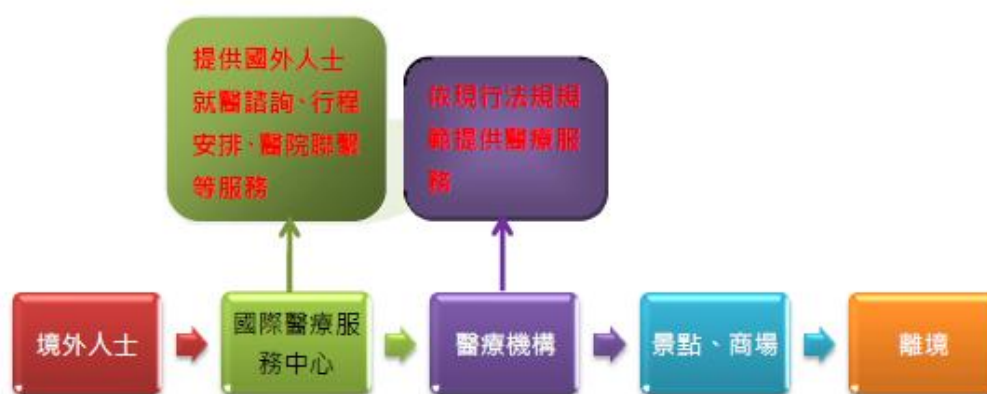 提供國外人士
就醫諮詢、行程
安排、醫院聯繫
等服務
依現行法規規
範提供醫療服
務
境外人士
國際醫療服
務中心
醫療機構
景點、商場
離境